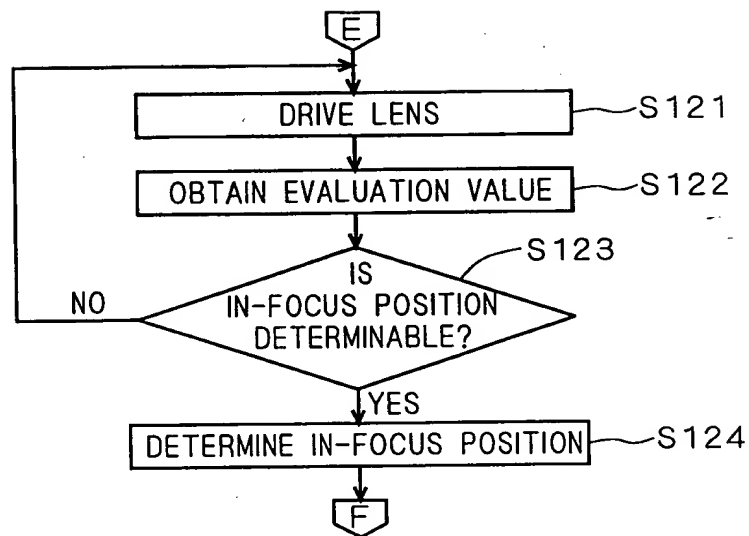 E
DRIVE LENS
S121
OBTAIN EVALUATION VALUE
S122
S123
IS
IN-FOCUS POSITION
DETERMINABLE?
NO
YES
DETERMINE IN-FOCUS POSITION
S124
F